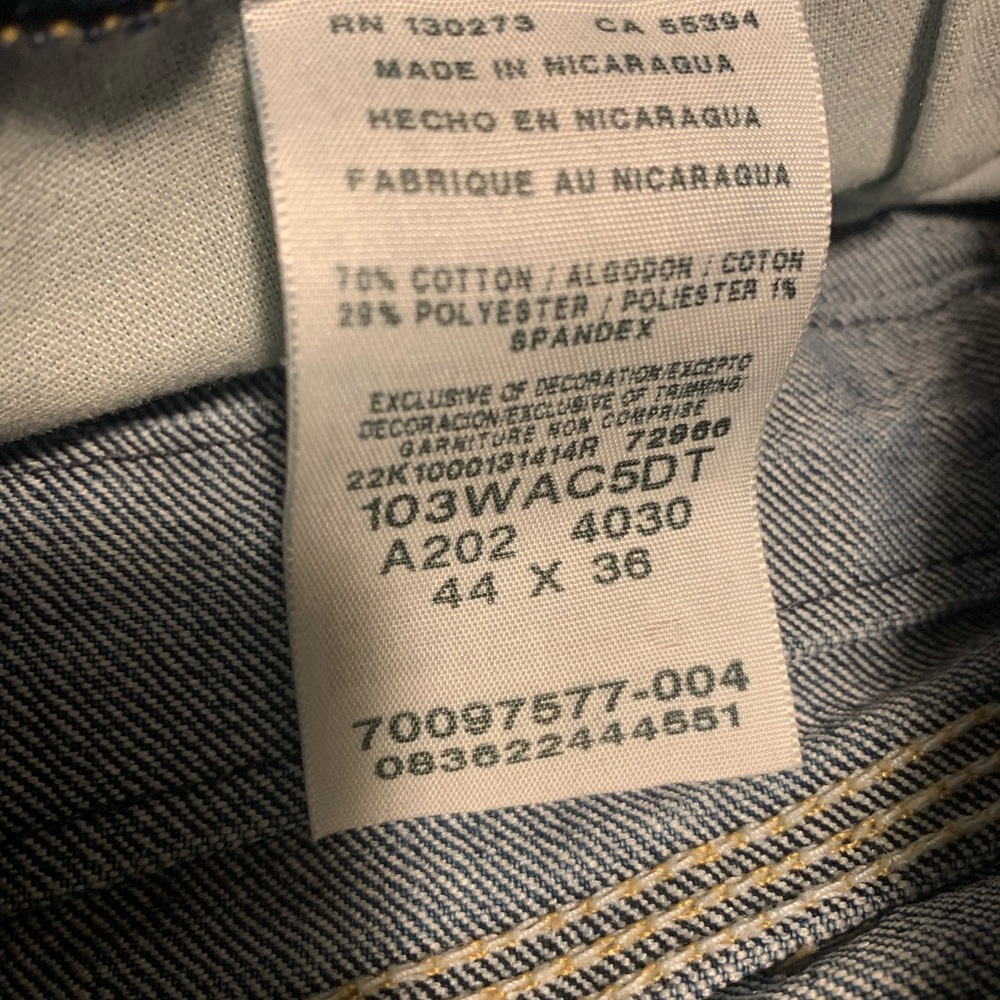 RN 130273 CA 55394
MADE IN NICARAGUA
HECHO EN NICARAGUA
FABRIQUE AU NICARAGUA
70% COTTON / ALGODON / COTON
29% POLYESTER / POLIESTER 1%
SPANDEX
EXCLUSIVE OF DECORATION/EXCEPTO
DECORACION/EXCLUSIVE OF TRIMMING/
GARNITURE NON COMPRISE
22K1000131414R 72966
103WAC5DT
A202 4030
44 X 36
70097577-004
083622444551